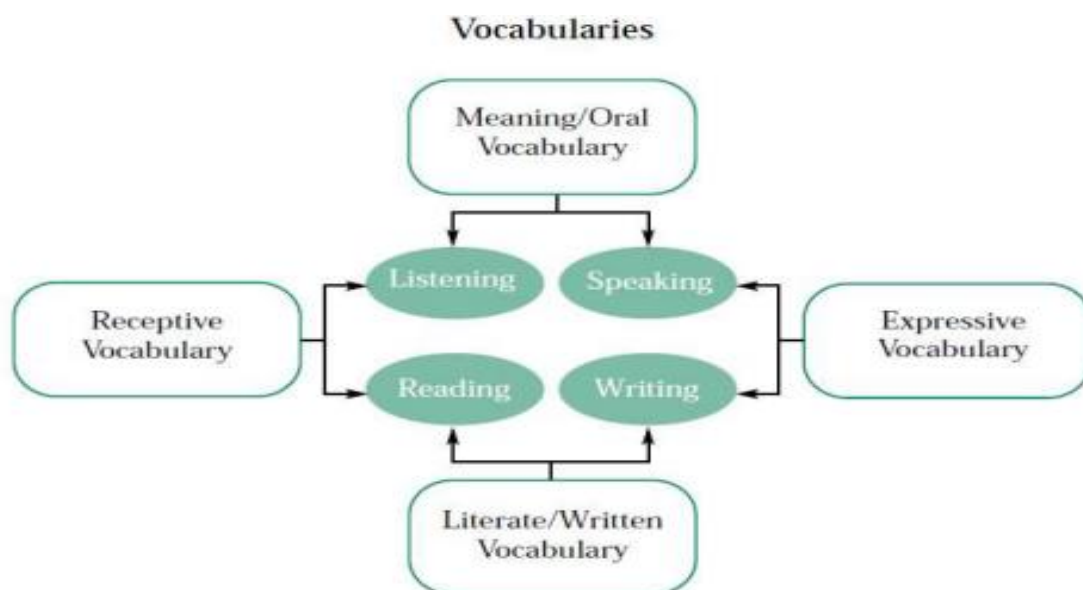 Vocabularies
Meaning/Oral
Vocabulary
Listening
Speaking
Receptive
Vocabulary
Expressive
Vocabulary
Reading
Writing
Literate/Written
Vocabulary